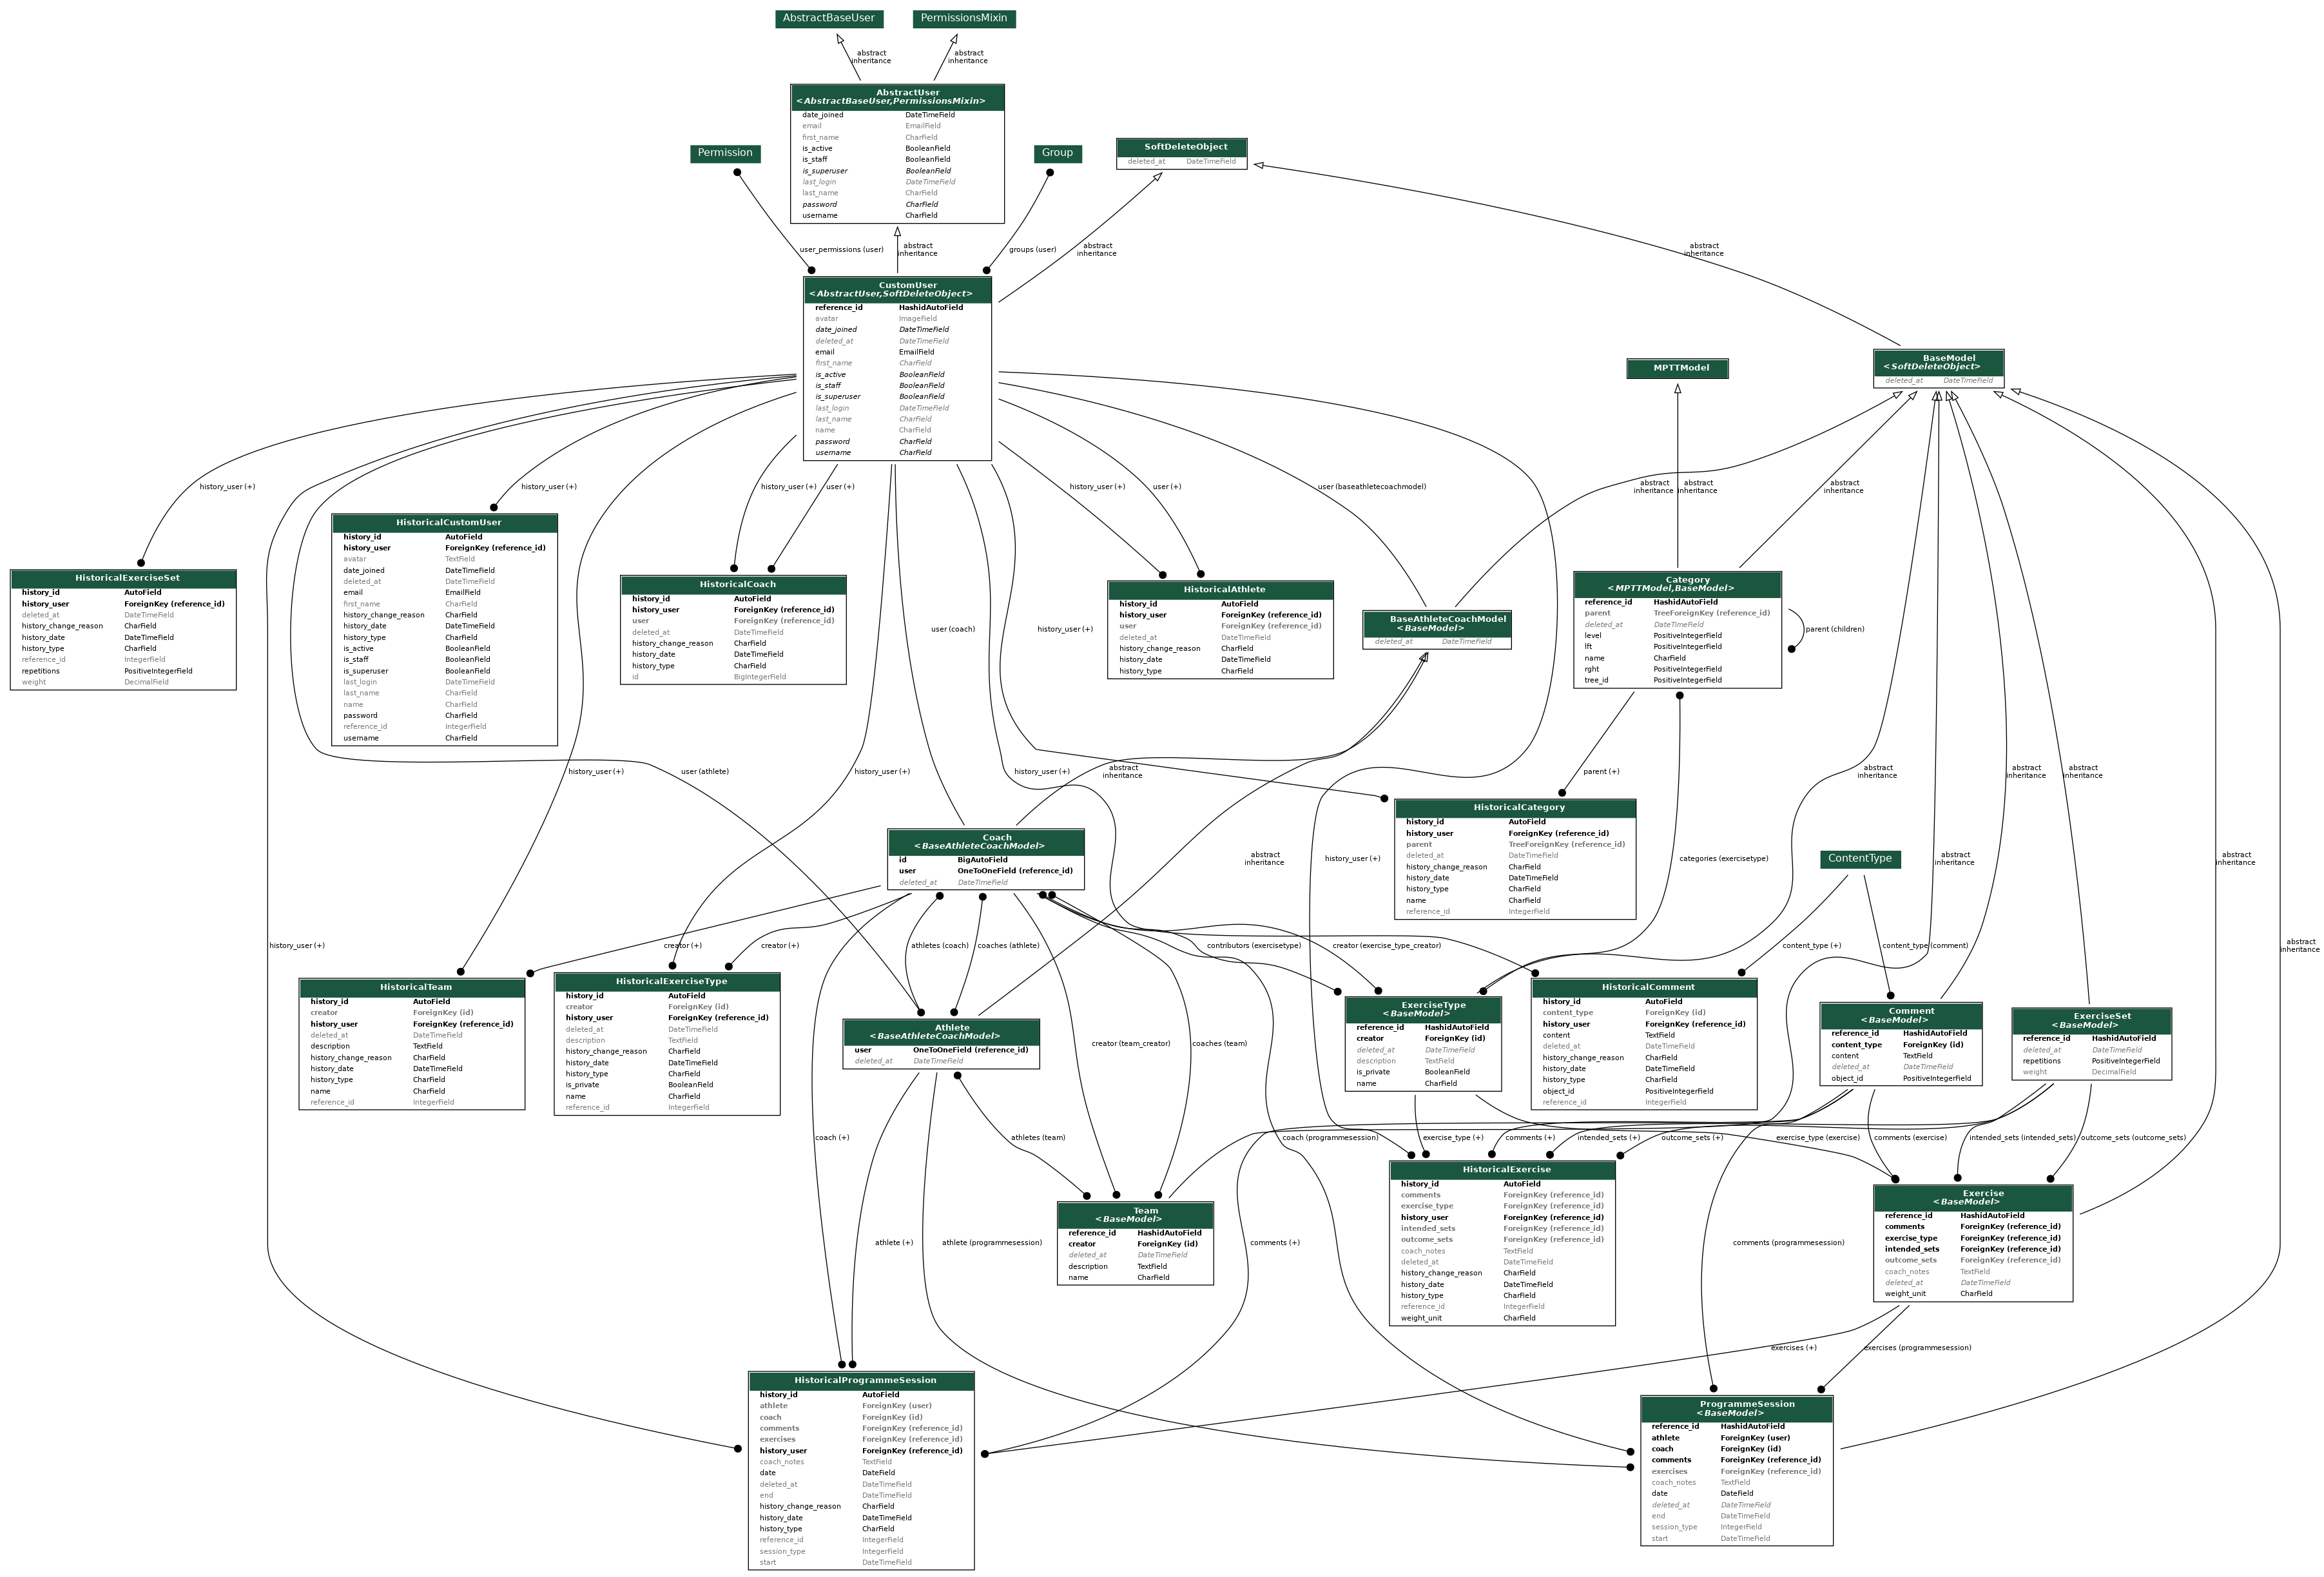 AbstractBaseUser
PermissionsMixin
abstract
inheritance
abstract
inheritance
AbstractUser
<AbstractBaseUser,PermissionsMixin>
date_joined DateTimeField
email EmailField
first_name CharField
is_active BooleanField
is_staff BooleanField
is_superuser BooleanField
last_login DateTimeField
last_name CharField
password CharField
username CharField
Permission
Group
SoftDeleteObject
deleted_at DateTimeField
user_permissions (user)
abstract
inheritance
groups (user)
abstract
inheritance
abstract
inheritance
CustomUser
<AbstractUser,SoftDeleteObject>
reference_id HashidAutoField
avatar ImageField
date_joined DateTimeField
deleted_at DateTimeField
email EmailField
first_name CharField
is_active BooleanField
is_staff BooleanField
is_superuser BooleanField
last_login DateTimeField
last_name CharField
name CharField
password CharField
username CharField
MPTTModel
BaseModel
<SoftDeleteObject>
deleted_at DateTimeField
history_user (+)
history_user (+)
history_user (+)
user (+)
history_user (+)
user (+)
user (baseathletecoachmodel)
abstract
inheritance
abstract
inheritance
abstract
inheritance
HistoricalExerciseSet
history_id AutoField
history_user ForeignKey (reference_id)
deleted_at DateTimeField
history_change_reason CharField
history_date DateTimeField
history_type CharField
reference_id IntegerField
repetitions PositiveIntegerField
weight DecimalField
HistoricalCustomUser
history_id AutoField
history_user ForeignKey (reference_id)
avatar TextField
date_joined DateTimeField
deleted_at DateTimeField
email EmailField
first_name CharField
history_change_reason CharField
history_date DateTimeField
history_type CharField
is_active BooleanField
is_staff BooleanField
is_superuser BooleanField
last_login DateTimeField
last_name CharField
name CharField
password CharField
reference_id IntegerField
username CharField
HistoricalCoach
history_id AutoField
history_user ForeignKey (reference_id)
user ForeignKey (reference_id)
deleted_at DateTimeField
history_change_reason CharField
history_date DateTimeField
history_type CharField
id BigIntegerField
user (coach)
history_user (+)
HistoricalAthlete
history_id AutoField
history_user ForeignKey (reference_id)
user ForeignKey (reference_id)
deleted_at DateTimeField
history_change_reason CharField
history_date DateTimeField
history_type CharField
BaseAthleteCoachModel
<BaseModel>
deleted_at DateTimeField
Category
<MPTTModel,BaseModel>
reference_id HashidAutoField
parent TreeForeignKey (reference_id)
deleted_at DateTimeField
level PositiveIntegerField
lft PositiveIntegerField
name CharField
rght PositiveIntegerField
tree_id PositiveIntegerField
parent (children)
history_user (+)
user (athlete)
history_user (+)
history_user (+)
abstract
inheritance
parent (+)
abstract
inheritance
abstract
inheritance
abstract
inheritance
HistoricalCategory
history_id AutoField
history_user ForeignKey (reference_id)
parent TreeForeignKey (reference_id)
deleted_at DateTimeField
history_change_reason CharField
history_date DateTimeField
history_type CharField
name CharField
reference_id IntegerField
Coach
<BaseAthleteCoachModel>
id BigAutoField
user OneToOneField (reference_id)
deleted_at DateTimeField
abstract
inheritance
history_user (+)
categories (exercisetype)
ContentType
abstract
inheritance
abstract
inheritance
history_user (+)
creator (+)
creator (+)
athletes (coach)
coaches (athlete)
contributors (exercisetype)
creator (exercise_type_creator)
content_type (+)
content_type (comment)
abstract
inheritance
HistoricalTeam
history_id AutoField
creator ForeignKey (id)
history_user ForeignKey (reference_id)
deleted_at DateTimeField
description TextField
history_change_reason CharField
history_date DateTimeField
history_type CharField
name CharField
reference_id IntegerField
HistoricalExerciseType
history_id AutoField
creator ForeignKey (id)
history_user ForeignKey (reference_id)
deleted_at DateTimeField
description TextField
history_change_reason CharField
history_date DateTimeField
history_type CharField
is_private BooleanField
name CharField
reference_id IntegerField
Athlete
<BaseAthleteCoachModel>
user OneToOneField (reference_id)
deleted_at DateTimeField
creator (team_creator)
coaches (team)
ExerciseType
<BaseModel>
reference_id HashidAutoField
creator ForeignKey (id)
deleted_at DateTimeField
description TextField
is_private BooleanField
name CharField
HistoricalComment
history_id AutoField
content_type ForeignKey (id)
history_user ForeignKey (reference_id)
content TextField
deleted_at DateTimeField
history_change_reason CharField
history_date DateTimeField
history_type CharField
object_id PositiveIntegerField
reference_id IntegerField
Comment
<BaseModel>
reference_id HashidAutoField
content_type ForeignKey (id)
content TextField
deleted_at DateTimeField
object_id PositiveIntegerField
ExerciseSet
<BaseModel>
reference_id HashidAutoField
deleted_at DateTimeField
repetitions PositiveIntegerField
weight DecimalField
coach (+)
athletes (team)
coach (programmesession)
exercise_type (+)
comments (+)
intended_sets (+)
outcome_sets (+)
exercise_type (exercise)
comments (exercise)
intended_sets (intended_sets)
outcome_sets (outcome_sets)
athlete (+)
athlete (programmesession)
Team
<BaseModel>
reference_id HashidAutoField
creator ForeignKey (id)
deleted_at DateTimeField
description TextField
name CharField
comments (+)
HistoricalExercise
history_id AutoField
comments ForeignKey (reference_id)
exercise_type ForeignKey (reference_id)
history_user ForeignKey (reference_id)
intended_sets ForeignKey (reference_id)
outcome_sets ForeignKey (reference_id)
coach_notes TextField
deleted_at DateTimeField
history_change_reason CharField
history_date DateTimeField
history_type CharField
reference_id IntegerField
weight_unit CharField
comments (programmesession)
Exercise
<BaseModel>
reference_id HashidAutoField
comments ForeignKey (reference_id)
exercise_type ForeignKey (reference_id)
intended_sets ForeignKey (reference_id)
outcome_sets ForeignKey (reference_id)
coach_notes TextField
deleted_at DateTimeField
weight_unit CharField
exercises (+)
exercises (programmesession)
HistoricalProgrammeSession
history_id AutoField
athlete ForeignKey (user)
coach ForeignKey (id)
comments ForeignKey (reference_id)
exercises ForeignKey (reference_id)
history_user ForeignKey (reference_id)
coach_notes TextField
date DateField
deleted_at DateTimeField
end DateTimeField
history_change_reason CharField
history_date DateTimeField
history_type CharField
reference_id IntegerField
session_type IntegerField
start DateTimeField
ProgrammeSession
<BaseModel>
reference_id HashidAutoField
athlete ForeignKey (user)
coach ForeignKey (id)
comments ForeignKey (reference_id)
exercises ForeignKey (reference_id)
coach_notes TextField
date DateField
deleted_at DateTimeField
end DateTimeField
session_type IntegerField
start DateTimeField